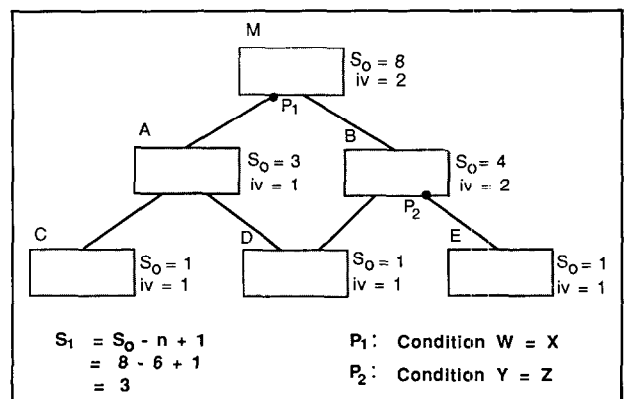 M
S₀ = 8
iv = 2
P₁
A
B
S₀ = 3
iv = 1
S₀ = 4
iv = 2
P₂
C
D
E
S₀ = 1
iv = 1
S₀ = 1
iv = 1
S₀ = 1
iv = 1
S₁ = S₀ - n + 1
= 8 - 6 + 1
= 3
P₁: Condition W = X
P₂: Condition Y = Z